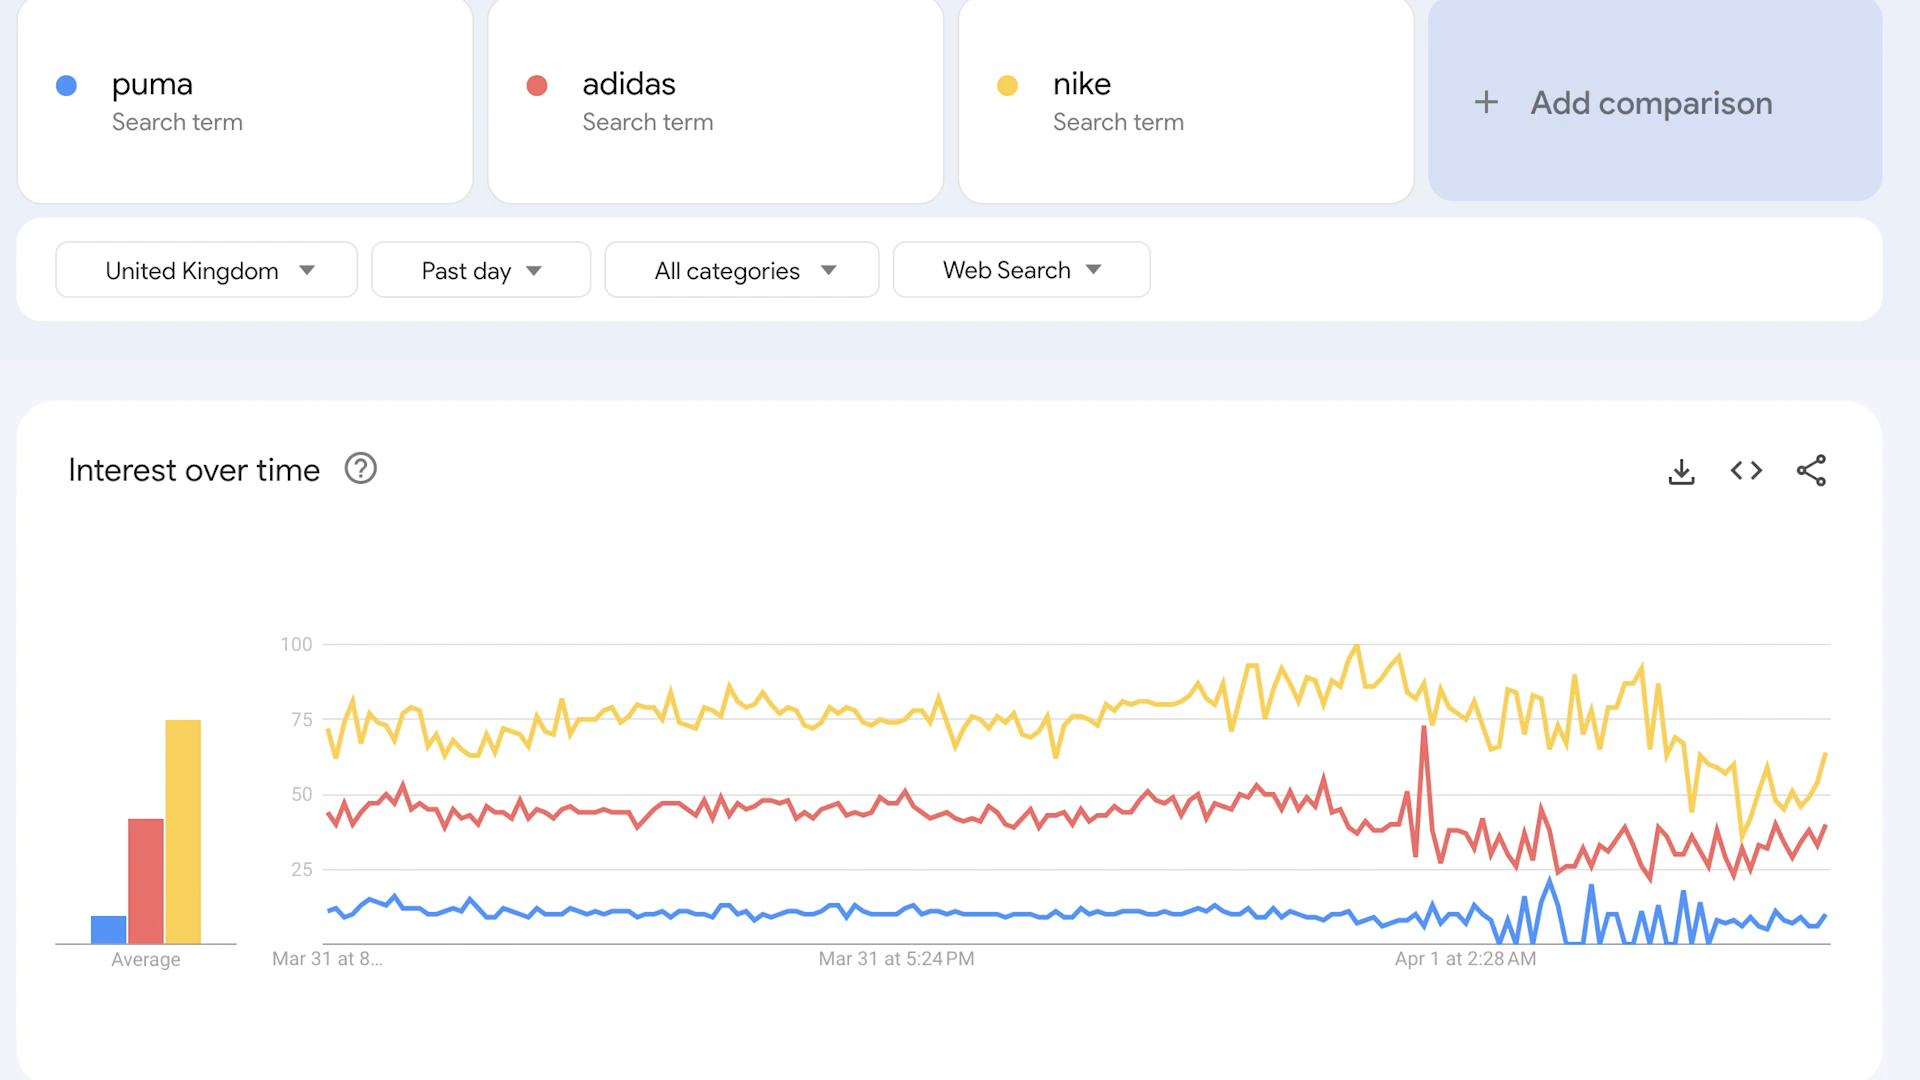 puma
Search term
adidas
Search term
nike
Search term
+ Add comparison
United Kingdom
Past day
All categories
Web Search
Interest over time
100
75
50
25
Average
Mar 31 at 8...
Mar 31 at 5:24 PM
Apr 1 at 2:28 AM